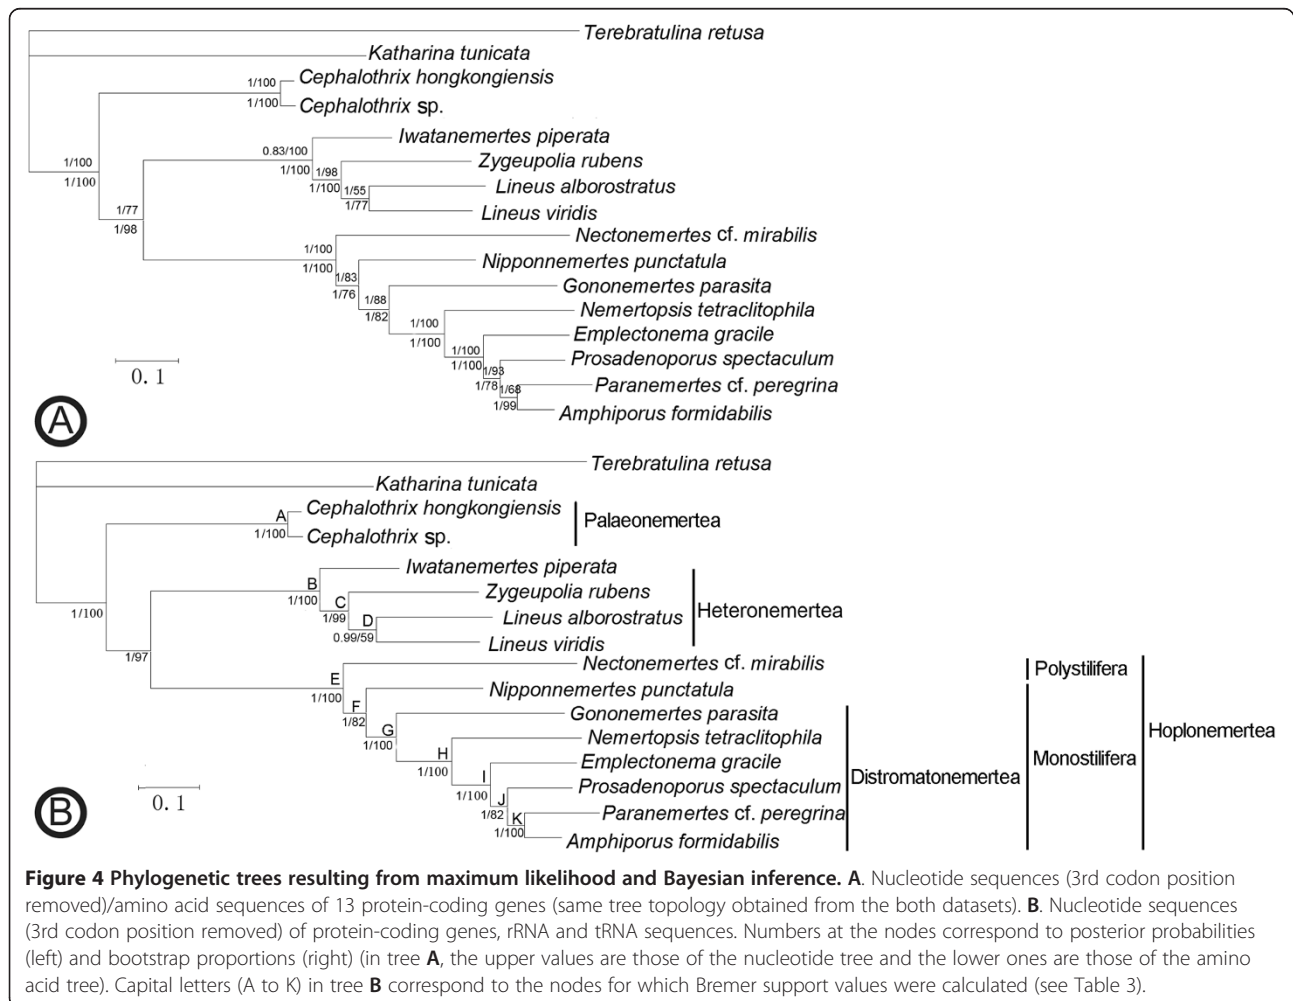 Terebratulina retusa
Katharina tunicata
1/100
Cephalothrix hongkongiensis
1/100
Cephalothrix sp.
Iwatanemertes piperata
0.83/100
1/100
Zygeupolia rubens
1/98
1/100
Lineus alborostratus
1/55
1/77
Lineus viridis
1/100
1/100
1/77
1/98
Nectonemertes cf. mirabilis
1/100
1/100
Nipponnemertes punctatula
1/83
1/76
Gononemertes parasita
1/88
1/82
Nemertopsis tetraclitophila
1/100
1/100
Emplectonema gracile
1/100
1/100
Prosadenoporus spectaculum
1/93
1/78
Paranemertes cf. peregrina
1/68
1/99
Amphiporus formidabilis
0. 1
A
Terebratulina retusa
Katharina tunicata
A
1/100
Cephalothrix hongkongiensis
Cephalothrix sp.
Palaeonemertea
Iwatanemertes piperata
B
1/100
Zygeupolia rubens
C
1/99
Lineus alborostratus
D
0.99/59
Lineus viridis
Heteronemertea
1/100
1/97
Nectonemertes cf. mirabilis
E
1/100
Polystilifera
Nipponnemertes punctatula
F
1/82
Gononemertes parasita
G
1/100
Nemertopsis tetraclitophila
H
1/100
Emplectonema gracile
I
1/100
Prosadenoporus spectaculum
J
1/82
Paranemertes cf. peregrina
K
1/100
Amphiporus formidabilis
Distromatonemertea
Monostilifera
Hoplonemertea
0. 1
B
Figure 4 Phylogenetic trees resulting from maximum likelihood and Bayesian inference. A. Nucleotide sequences (3rd codon position
removed)/amino acid sequences of 13 protein-coding genes (same tree topology obtained from the both datasets). B. Nucleotide sequences
(3rd codon position removed) of protein-coding genes, rRNA and tRNA sequences. Numbers at the nodes correspond to posterior probabilities
(left) and bootstrap proportions (right) (in tree A, the upper values are those of the nucleotide tree and the lower ones are those of the amino
acid tree). Capital letters (A to K) in tree B correspond to the nodes for which Bremer support values were calculated (see Table 3).